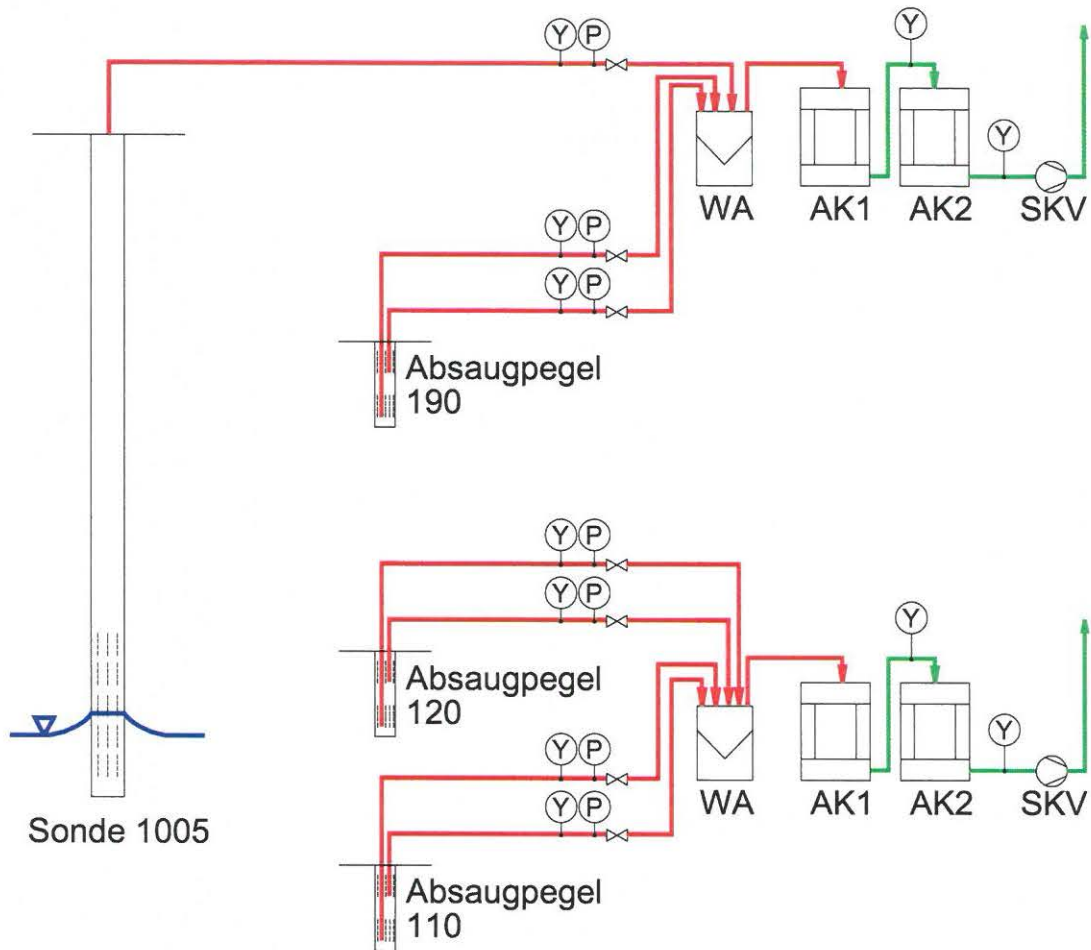 Y P
Y
Y
WA AK1 AK2 SKV
Y P
Y P
Absaugpegel
190
Y P
Y P
Y
Absaugpegel
120
Y
Y P
WA AK1 AK2 SKV
Y P
Sonde 1005
Absaugpegel
110